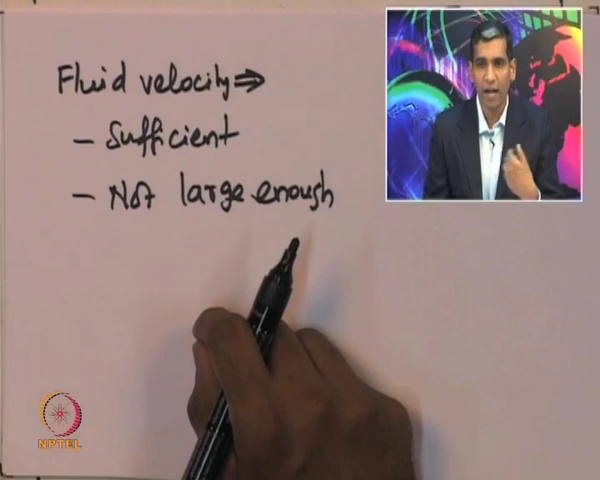 Fluid velocity ⇒
- Sufficient
- Not large enough
NPTEL